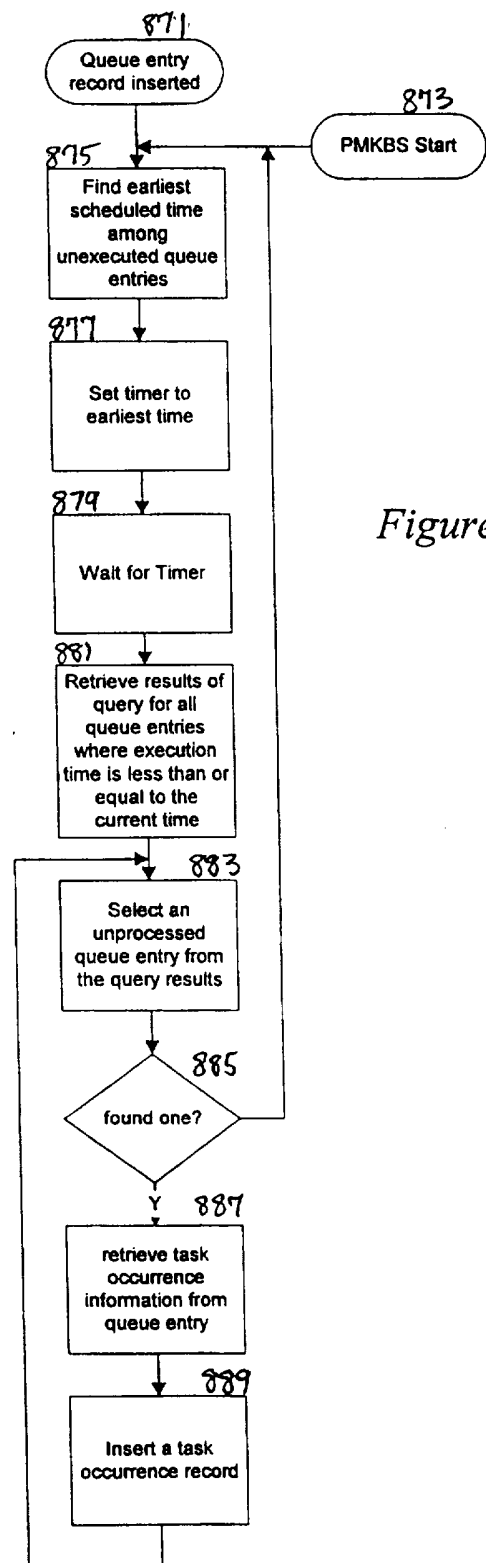 871
Queue entry
record inserted
873
PMKBS Start
875
Find earliest
scheduled time
among
unexecuted queue
entries
877
Set timer to
earliest time
879
Wait for Timer
Figure
881
Retrieve results of
query for all
queue entries
where execution
time is less than or
equal to the
current time
883
Select an
unprocessed
queue entry from
the query results
885
found one?
Y
887
retrieve task
occurrence
information from
queue entry
889
Insert a task
occurrence record